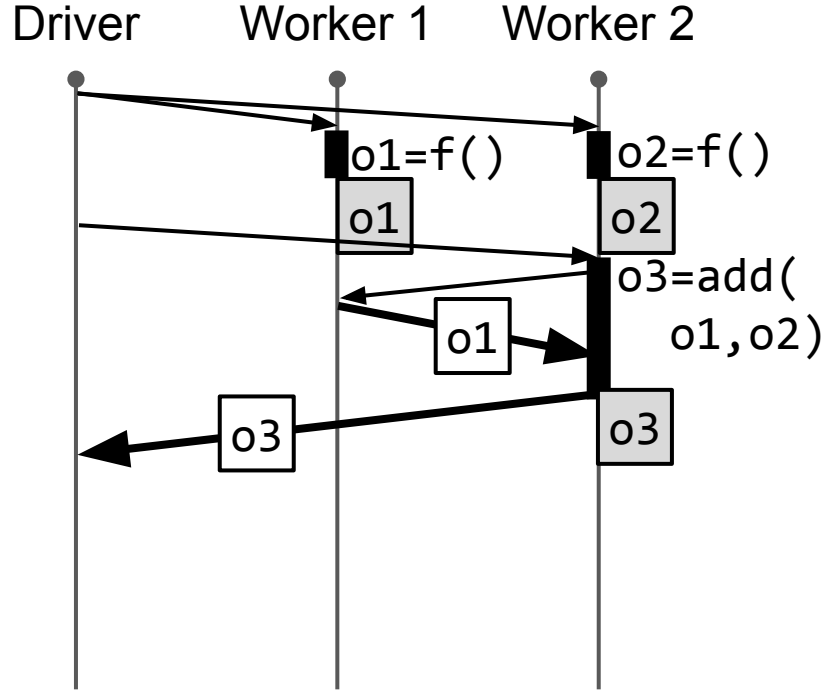 Driver Worker 1 Worker 2
o1=f() o2=f()
o1 o2
o3=add(
o1,o2)
o1
o3 o3